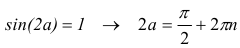 sin(2a) = 1 → 2a = π/2 + 2πn